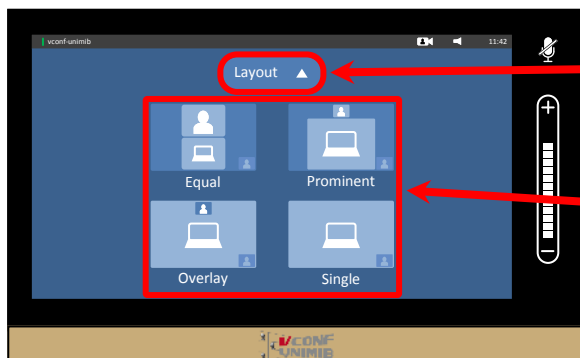 vconf-unimib
11:42
Layout
Equal
Prominent
Overlay
Single
VCONF
UNIMIB